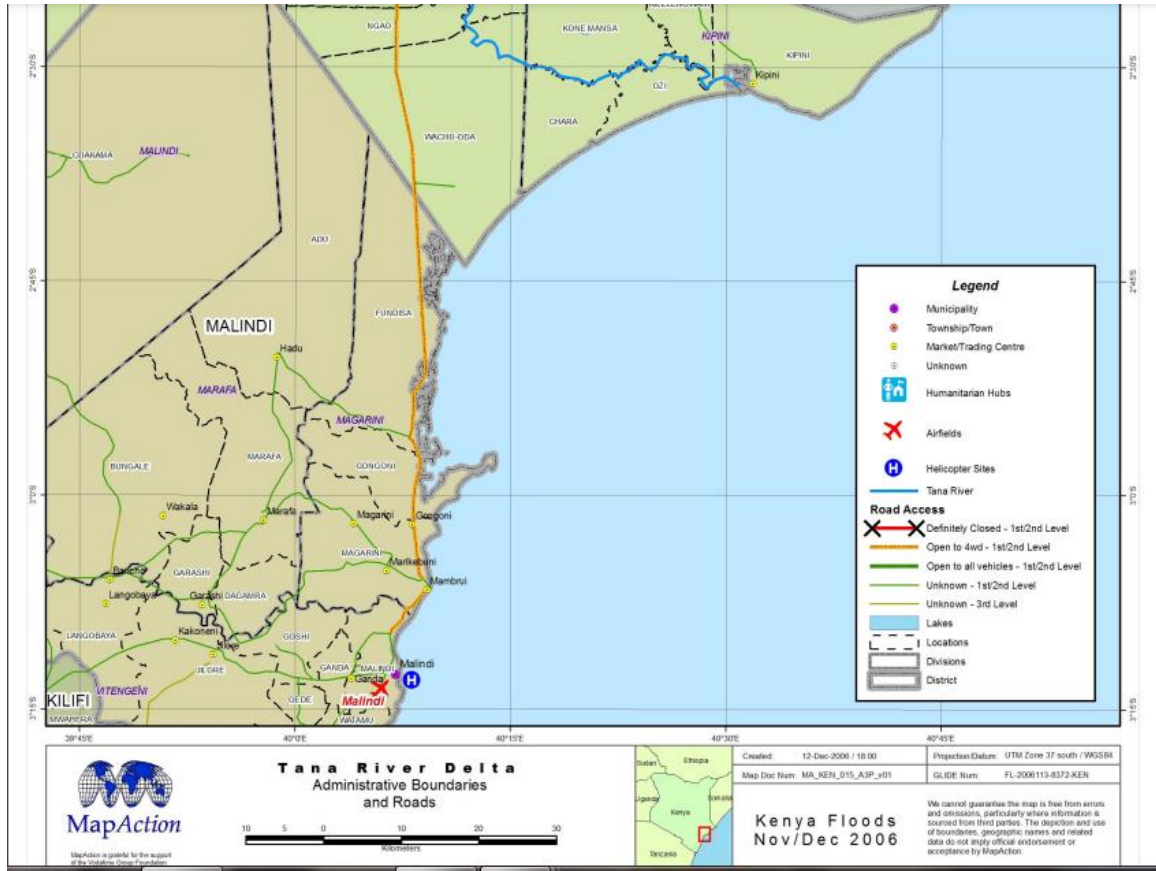 NGAO
KONE MANSA
KIPINI
KIPINI
2°30'S
2°30'S
Kipini
OZI
CHARA
WACHU-ODA
MALINDI
ADU
2°45'S
2°45'S
FUNDISA
MALINDI
Hadu
MARAFA
MAGARINI
BUNGALE
MARAFA
GONGONI
3°0'S
3°0'S
Wakala
Marafa
Magarini
Gongoni
MAGARINI
Marikebuni
GARASHI
Mambrui
Langobaya
Garashi
DAGAMRA
LANGOBAYA
Kakoneni
GOSHI
JILORE
GANDA
MALINDI
Malindi
H
Ganda
VITENGENI
KILIFI
GEDE
Malindi
MWAHERA
WATAMU
3°15'S
3°15'S
39°45'E
40°0'E
40°15'E
40°30'E
40°45'E
Legend
Municipality
Township/Town
Market/Trading Centre
Unknown
Humanitarian Hubs
Airfields
H
Helicopter Sites
Tana River
Road Access
Definitely Closed - 1st/2nd Level
Open to 4wd - 1st/2nd Level
Open to all vehicles - 1st/2nd Level
Unknown - 1st/2nd Level
Unknown - 3rd Level
Lakes
Locations
Divisions
District
MapAction
MapAction is grateful for the support
of the Vodafone Group Foundation
Tana River Delta
Administrative Boundaries
and Roads
10 5 0 10 20 30
Kilometers
Sudan
Ethiopia
Uganda
Kenya
Somalia
Tanzania
Created: 12-Dec-2006 / 18:00
Projection/Datum: UTM Zone 37 south / WGS84
Map Doc Num: MA_KEN_015_A3P_v01
GLIDE Num: FL-2006113-8372-KEN
Kenya Floods
Nov/Dec 2006
We cannot guarantee the map is free from errors
and omissions, particularly where information is
sourced from third parties. The depiction and use
of boundaries, geographic names and related
data do not imply official endorsement or
acceptance by MapAction.